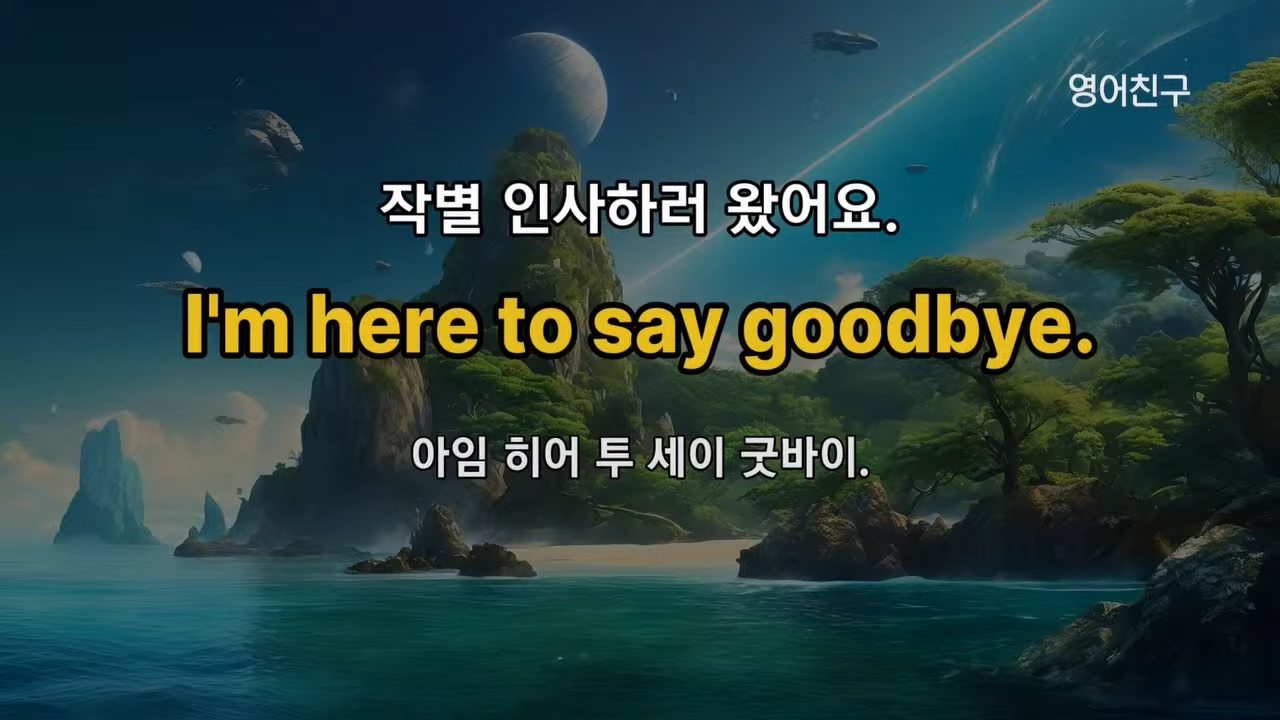 영어친구
작별 인사하러 왔어요.
I'm here to say goodbye.
아임 히어 투 세이 굿바이.